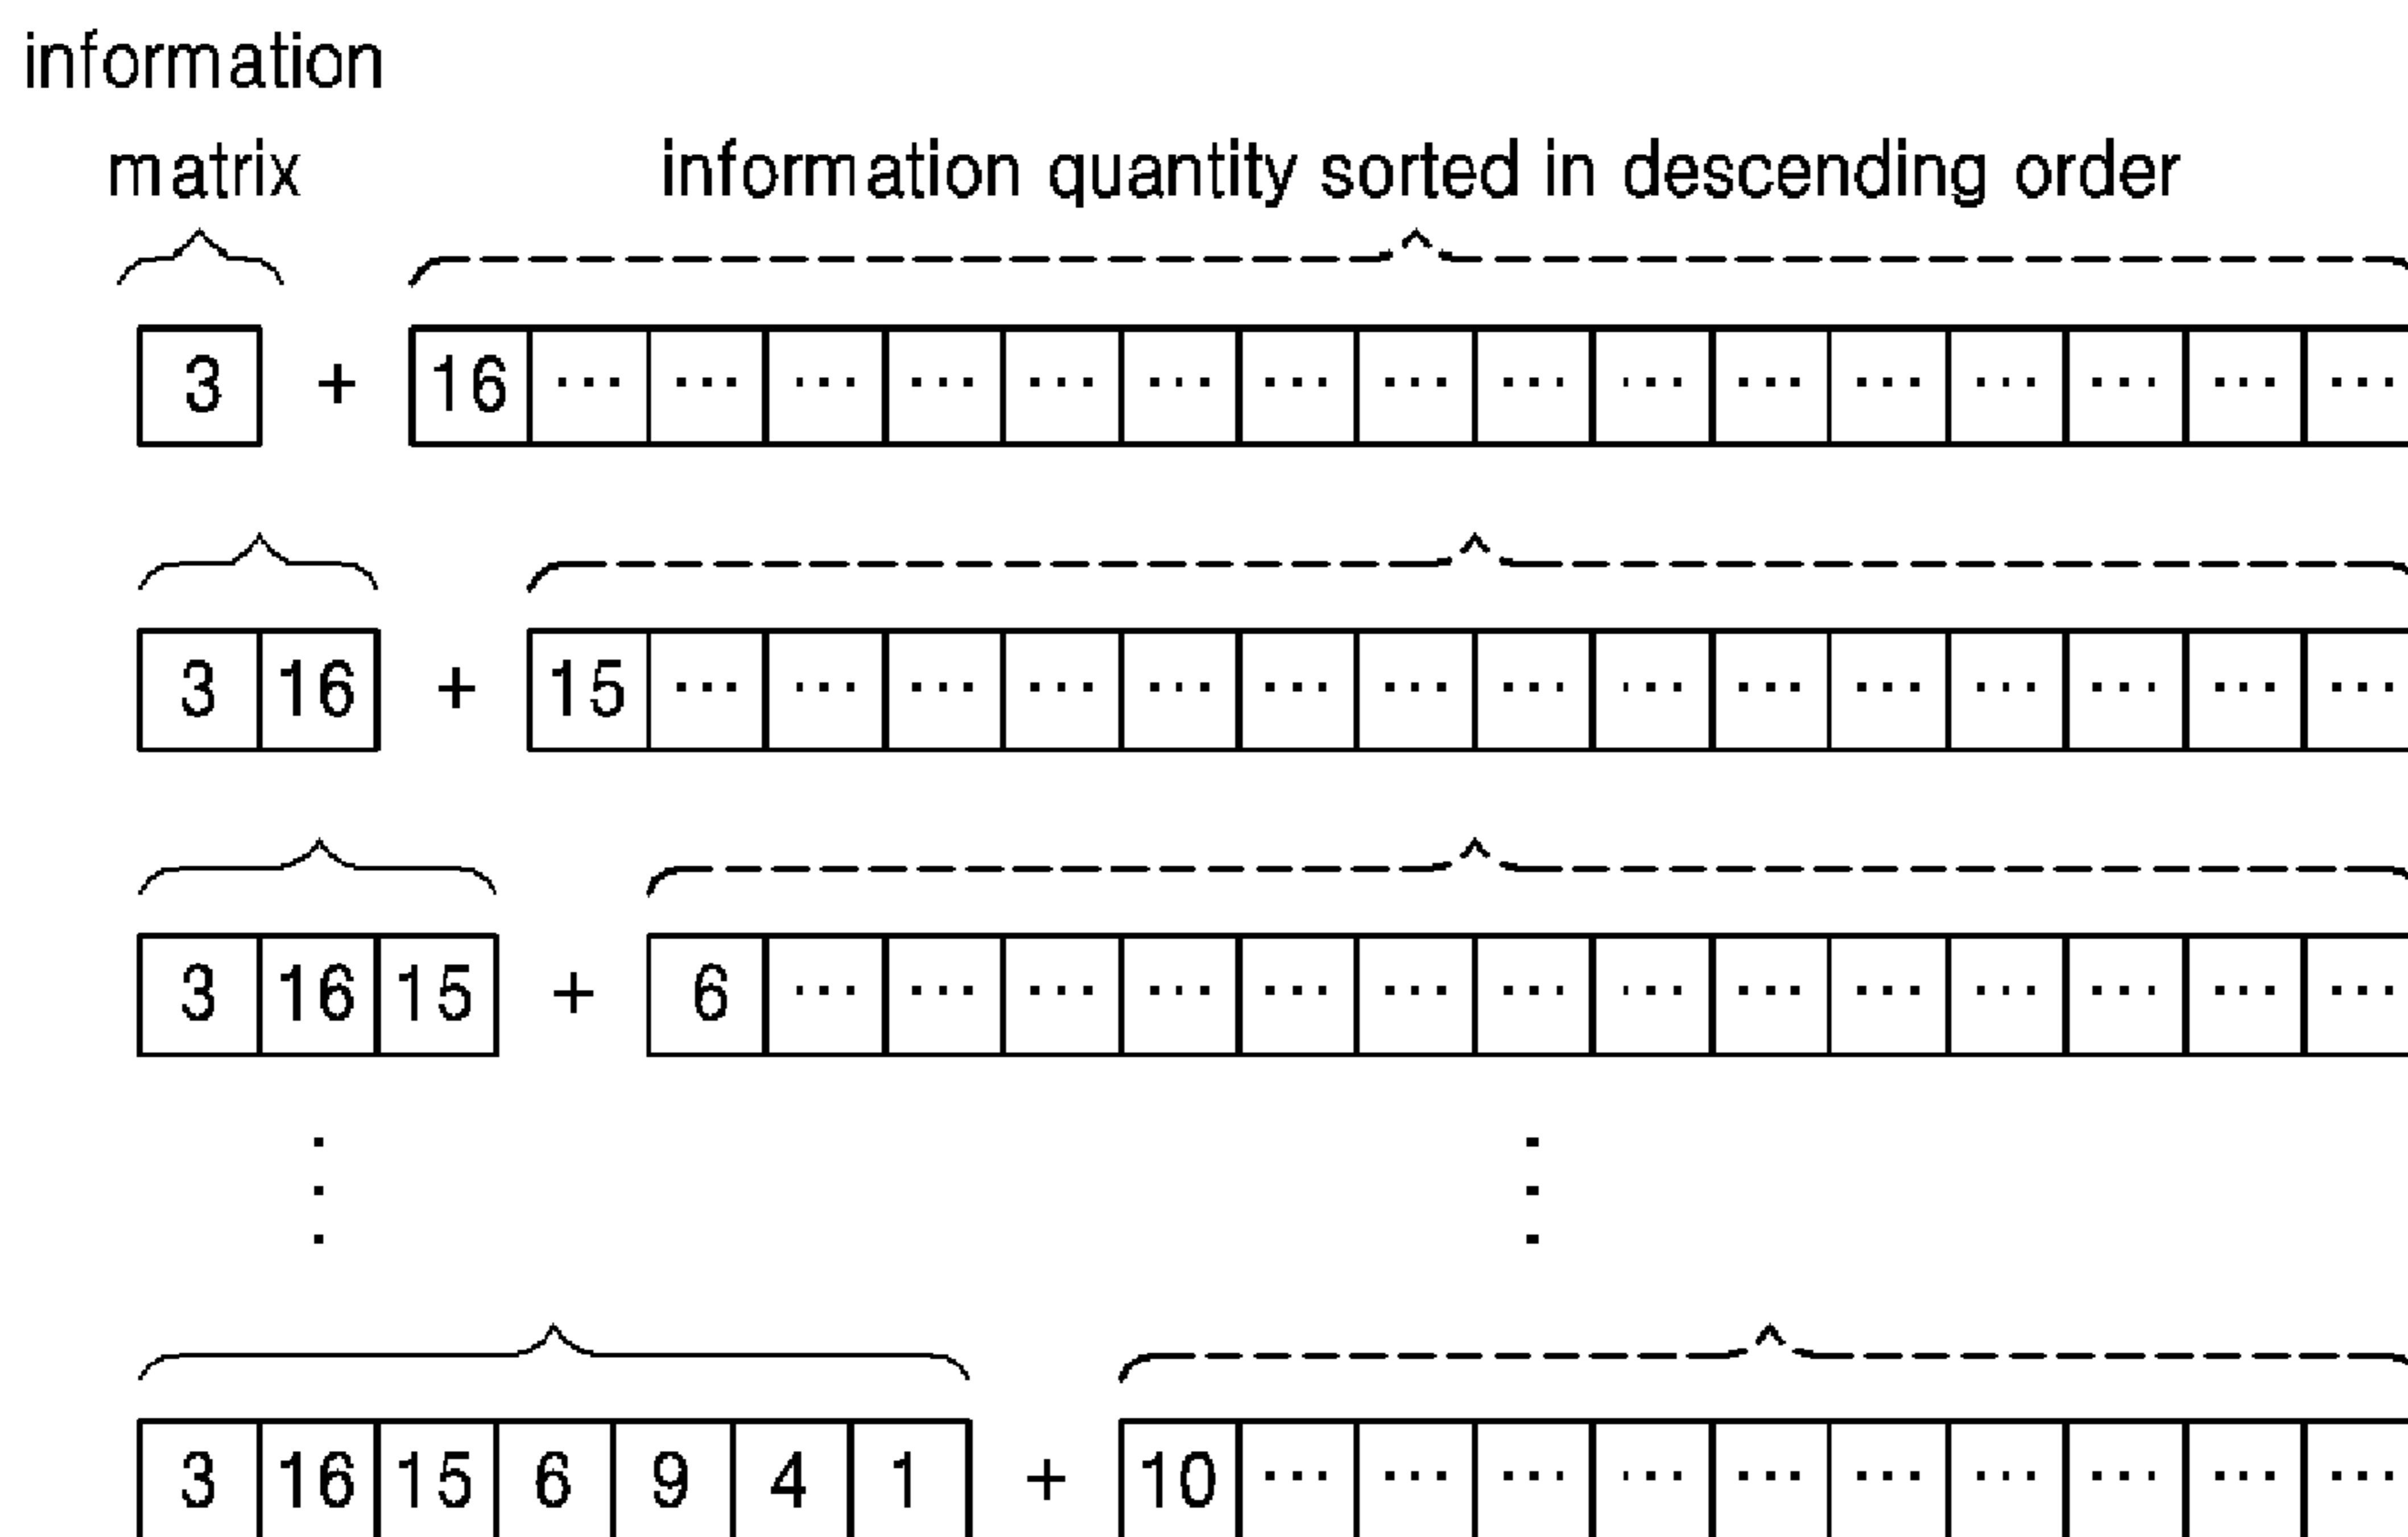 information
matrix
information quantity sorted in descending order
3 + 16 ... ... ... ... ... ... ... ... ... ... ... ... ... ... ... ...
3 16 + 15 ... ... ... ... ... ... ... ... ... ... ... ... ... ... ...
3 16 15 + 6 ... ... ... ... ... ... ... ... ... ... ... ... ... ...
3 16 15 6 9 4 1 + 10 ... ... ... ... ... ... ... ... ... ...